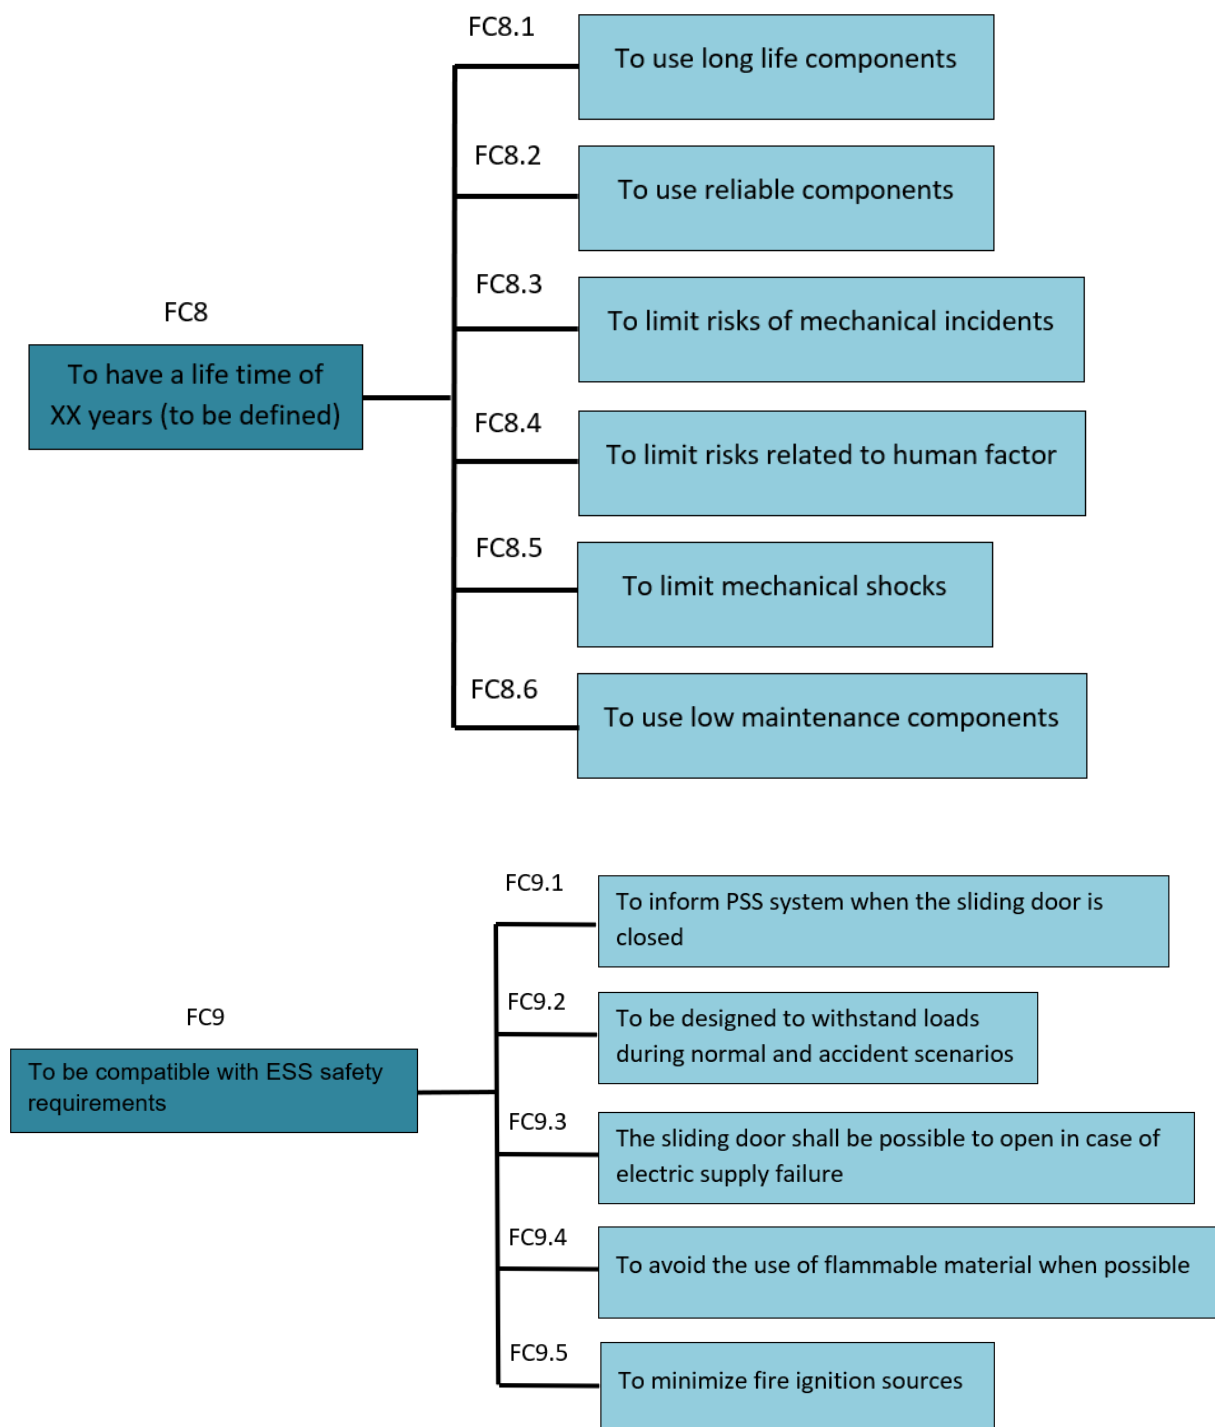 FC8.1
To use long life components
FC8.2
To use reliable components
FC8.3
To limit risks of mechanical incidents
FC8
To have a life time of
XX years (to be defined)
FC8.4
To limit risks related to human factor
FC8.5
To limit mechanical shocks
FC8.6
To use low maintenance components
FC9.1
To inform PSS system when the sliding door is
closed
FC9.2
To be designed to withstand loads
during normal and accident scenarios
FC9
To be compatible with ESS safety
requirements
FC9.3
The sliding door shall be possible to open in case of
electric supply failure
FC9.4
To avoid the use of flammable material when possible
FC9.5
To minimize fire ignition sources